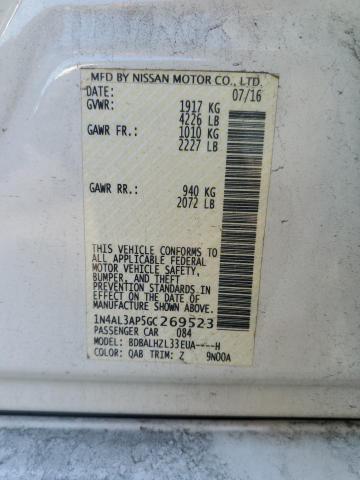 MFD BY NISSAN MOTOR CO., LTD.
DATE: 07/16
GVWR: 1917 KG
4226 LB
GAWR FR.: 1010 KG
2227 LB
GAWR RR.: 940 KG
2072 LB
THIS VEHICLE CONFORMS TO
ALL APPLICABLE FEDERAL
MOTOR VEHICLE SAFETY,
BUMPER, AND THEFT
PREVENTION STANDARDS IN
EFFECT ON THE DATE OF
MANUFACTURE SHOWN ABOVE.
1N4AL3AP5GC269523
PASSENGER CAR 084
MODEL: BDBALHZL33EUA----H
COLOR: QAB TRIM: Z 9N00A